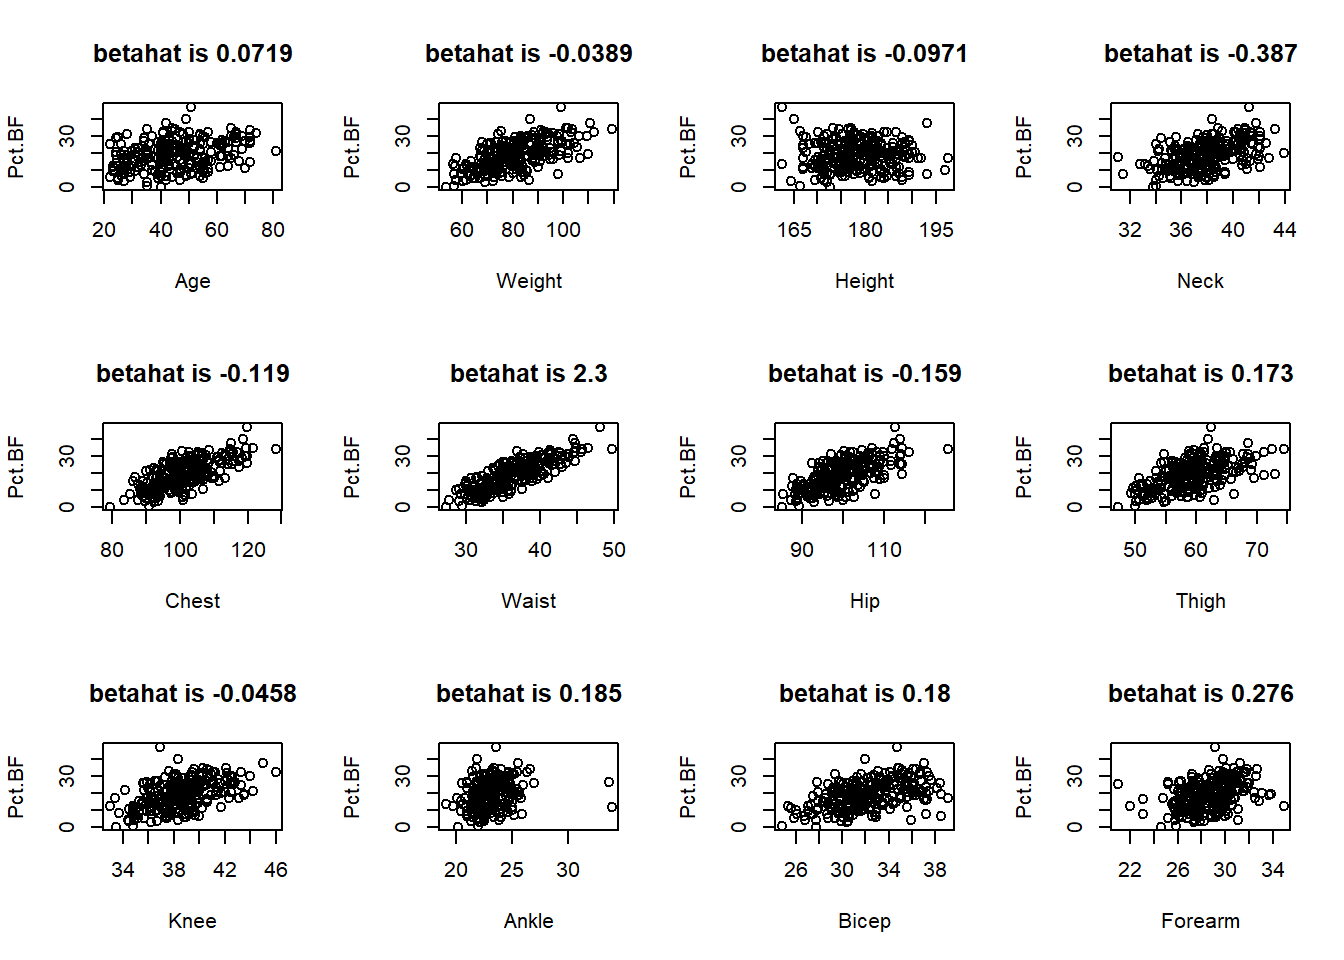 betahat is 0.0719
betahat is -0.0389
betahat is -0.0971
betahat is -0.387
Pct.BF
0 30
20 40 60 80
Age
Pct.BF
0 30
60 80 100
Weight
Pct.BF
0 30
165 180 195
Height
Pct.BF
0 30
32 36 40 44
Neck
betahat is -0.119
betahat is 2.3
betahat is -0.159
betahat is 0.173
Pct.BF
0 30
80 100 120
Chest
Pct.BF
0 30
30 40 50
Waist
Pct.BF
0 30
90 110
Hip
Pct.BF
0 30
50 60 70
Thigh
betahat is -0.0458
betahat is 0.185
betahat is 0.18
betahat is 0.276
Pct.BF
0 30
34 38 42 46
Knee
Pct.BF
0 30
20 25 30
Ankle
Pct.BF
0 30
26 30 34 38
Bicep
Pct.BF
0 30
22 26 30 34
Forearm